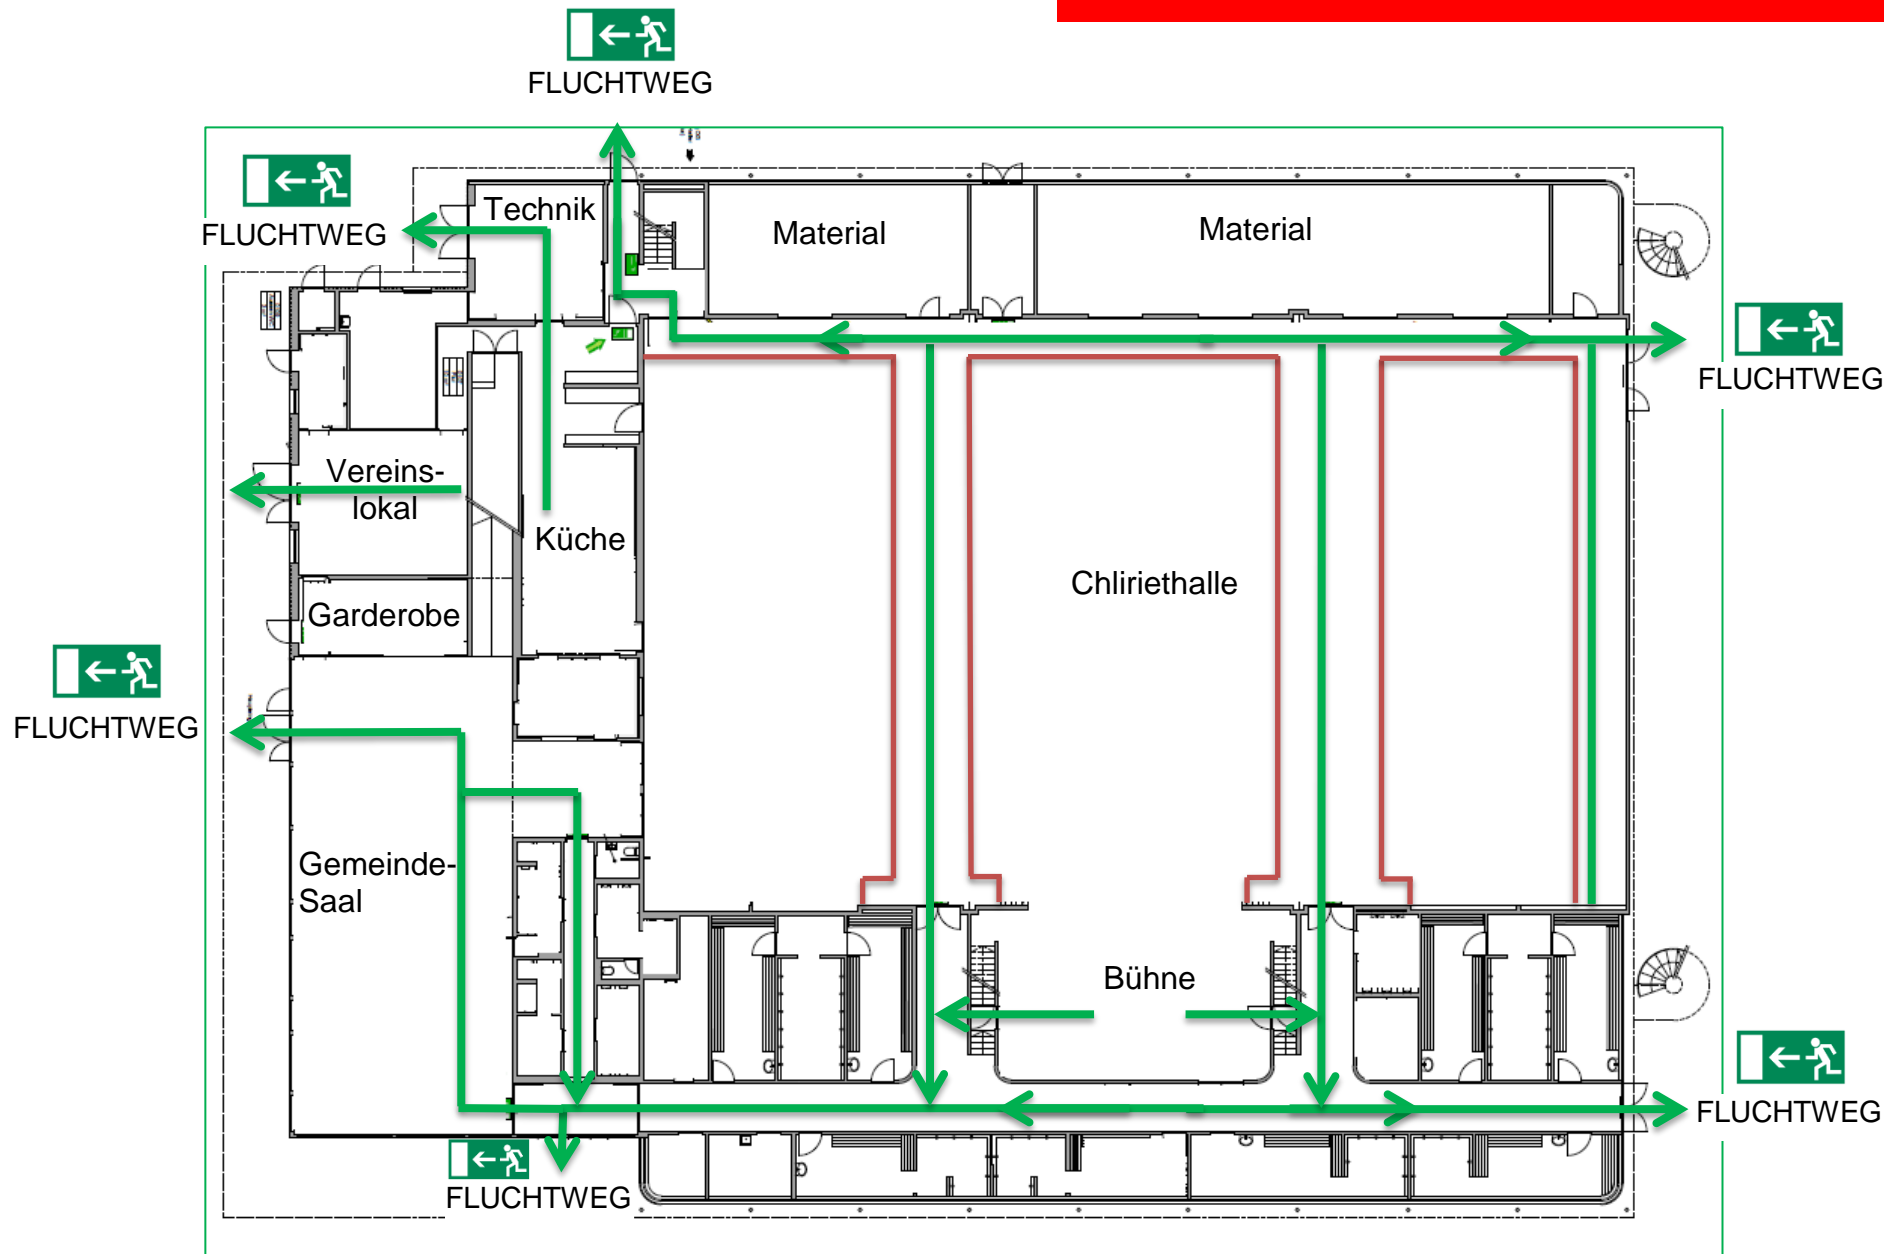 FLUCHTWEG
FLUCHTWEG
Technik
Material
Material
FLUCHTWEG
Vereins-
lokal
Küche
Chliriethalle
Garderobe
FLUCHTWEG
Gemeinde-
Saal
Bühne
FLUCHTWEG
FLUCHTWEG